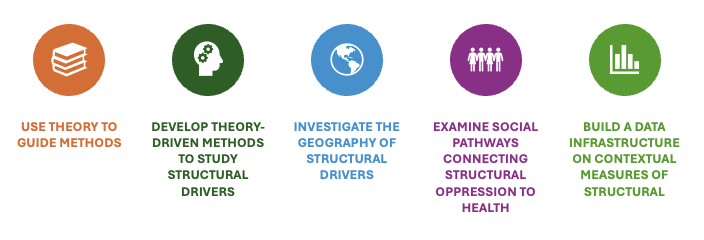 USE THEORY TO
GUIDE METHODS
DEVELOP THEORY-
DRIVEN METHODS
TO STUDY
STRUCTURAL
DRIVERS
INVESTIGATE THE
GEOGRAPHY OF
STRUCTURAL
DRIVERS
EXAMINE SOCIAL
PATHWAYS
CONNECTING
STRUCTURAL
OPPRESSION TO
HEALTH
BUILD A DATA
INFRASTRUCTURE
ON CONTEXTUAL
MEASURES OF
STRUCTURAL